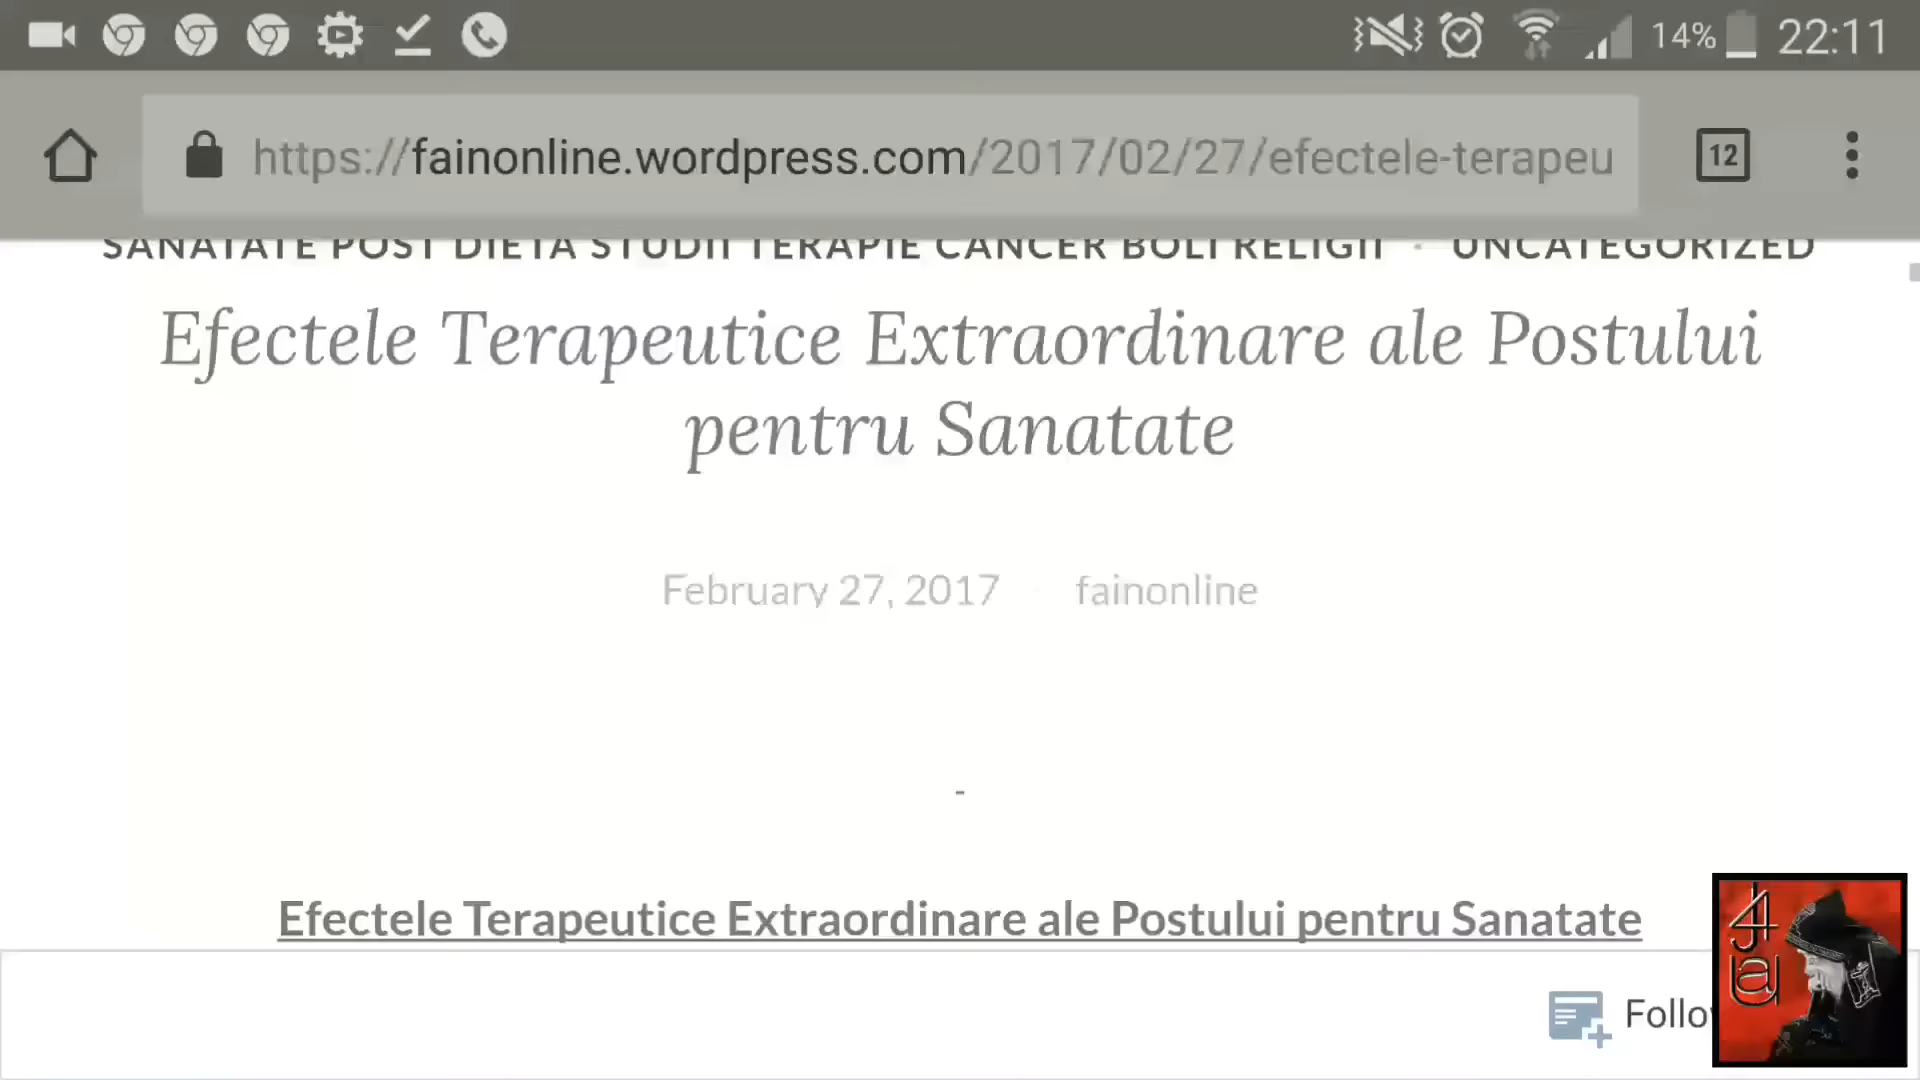 14% 22:11
https://fainonline.wordpress.com/2017/02/27/efectele-terapeu 12
SANATATE POST DIETA STUDII TERAPIE CANCER BOLI RELIGII · UNCATEGORIZED
Efectele Terapeutice Extraordinare ale Postului
pentru Sanatate
February 27, 2017 · fainonline
-
Efectele Terapeutice Extraordinare ale Postului pentru Sanatate
Follo